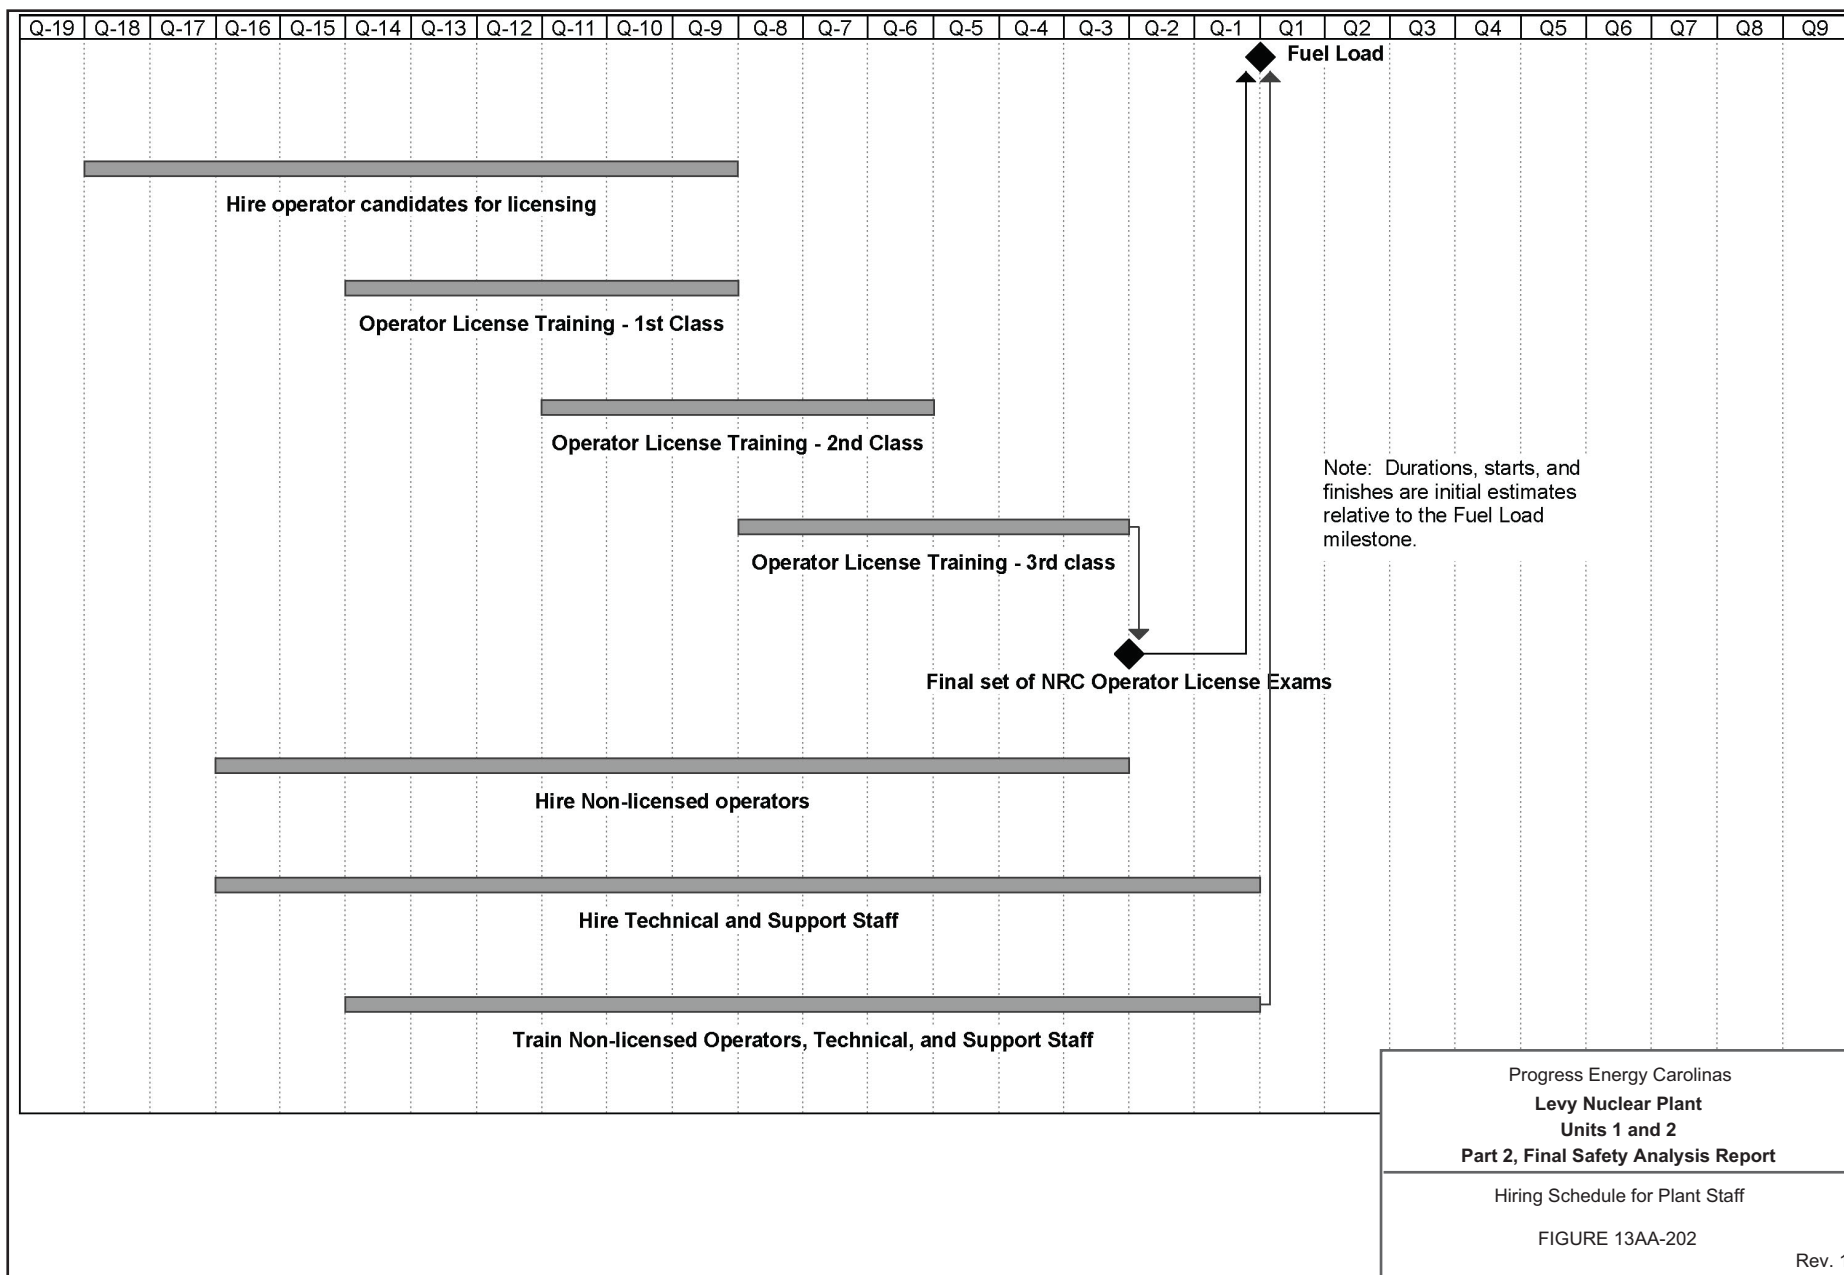 Q-19 Q-18 Q-17 Q-16 Q-15 Q-14 Q-13 Q-12 Q-11 Q-10 Q-9 Q-8 Q-7 Q-6 Q-5 Q-4 Q-3 Q-2 Q-1 Q1 Q2 Q3 Q4 Q5 Q6 Q7 Q8 Q9
Fuel Load
Hire operator candidates for licensing
Operator License Training - 1st Class
Operator License Training - 2nd Class
Note: Durations, starts, and
finishes are initial estimates
relative to the Fuel Load
milestone.
Operator License Training - 3rd class
Final set of NRC Operator License Exams
Hire Non-licensed operators
Hire Technical and Support Staff
Train Non-licensed Operators, Technical, and Support Staff
Progress Energy Carolinas
Levy Nuclear Plant
Units 1 and 2
Part 2, Final Safety Analysis Report
Hiring Schedule for Plant Staff
FIGURE 13AA-202
Rev. 1